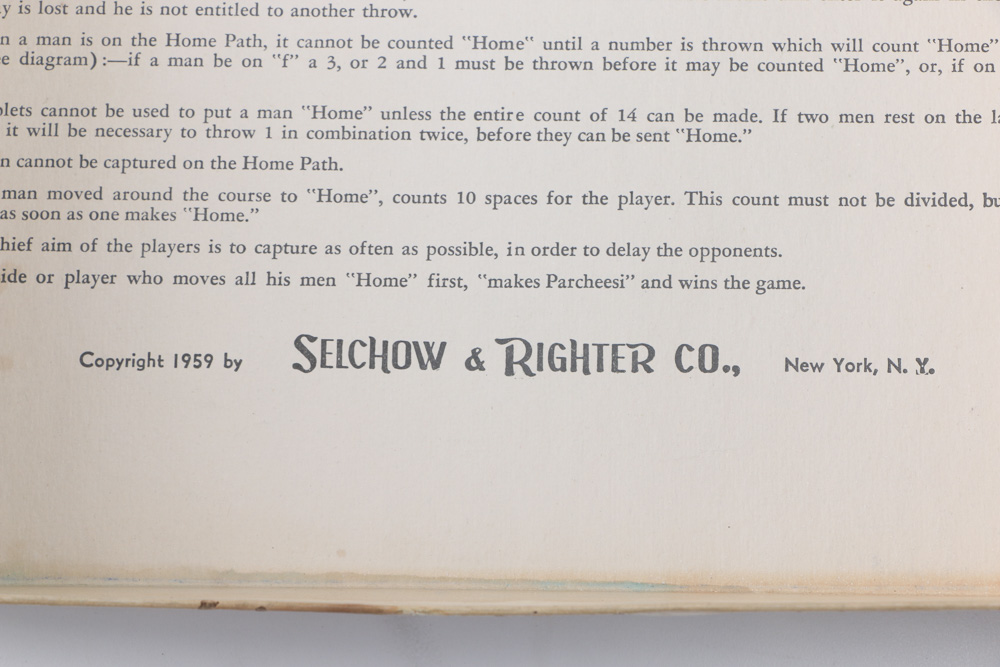 y is lost and he is not entitled to another throw.
n a man is on the Home Path, it cannot be counted "Home" until a number is thrown which will count "Home"
e diagram):—if a man be on "f" a 3, or 2 and 1 must be thrown before it may be counted "Home", or, if on
lets cannot be used to put a man "Home" unless the entire count of 14 can be made. If two men rest on the la
it will be necessary to throw 1 in combination twice, before they can be sent "Home."
n cannot be captured on the Home Path.
man moved around the course to "Home", counts 10 spaces for the player. This count must not be divided, bu
as soon as one makes "Home."
hief aim of the players is to capture as often as possible, in order to delay the opponents.
ide or player who moves all his men "Home" first, "makes Parcheesi" and wins the game.
Copyright 1959 by SELCHOW & RIGHTER CO., New York, N. Y.